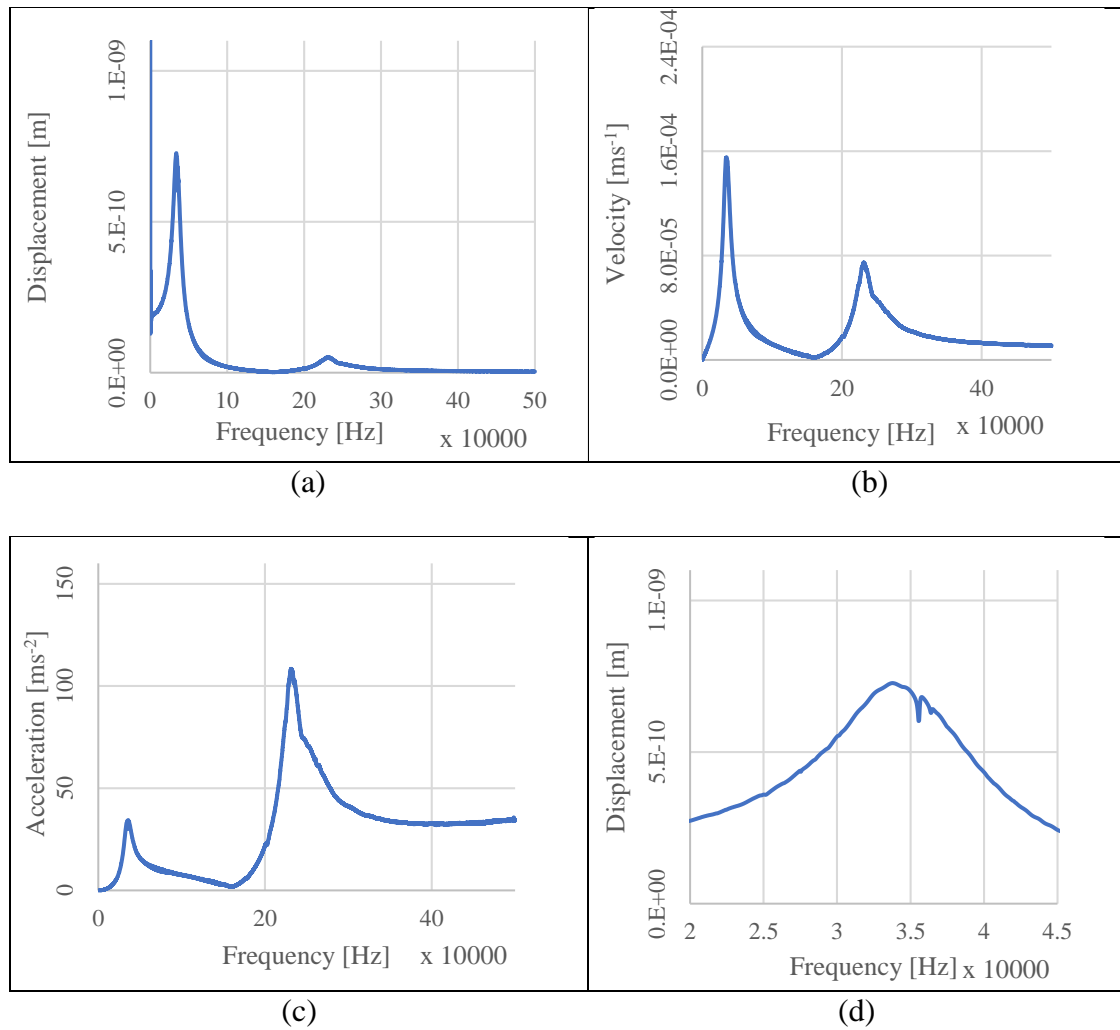 Displacement [m]
1.E-09
5.E-10
0.E+00
0 10 20 30 40 50
Frequency [Hz] x 10000
(a)
Velocity [ms-1]
2.4E-04
1.6E-04
8.0E-05
0.0E+00
0 20 40
Frequency [Hz] x 10000
(b)
Acceleration [ms-2]
150
100
50
0
0 20 40
Frequency [Hz] x 10000
(c)
Displacement [m]
1.E-09
5.E-10
0.E+00
2 2.5 3 3.5 4 4.5
Frequency [Hz] x 10000
(d)